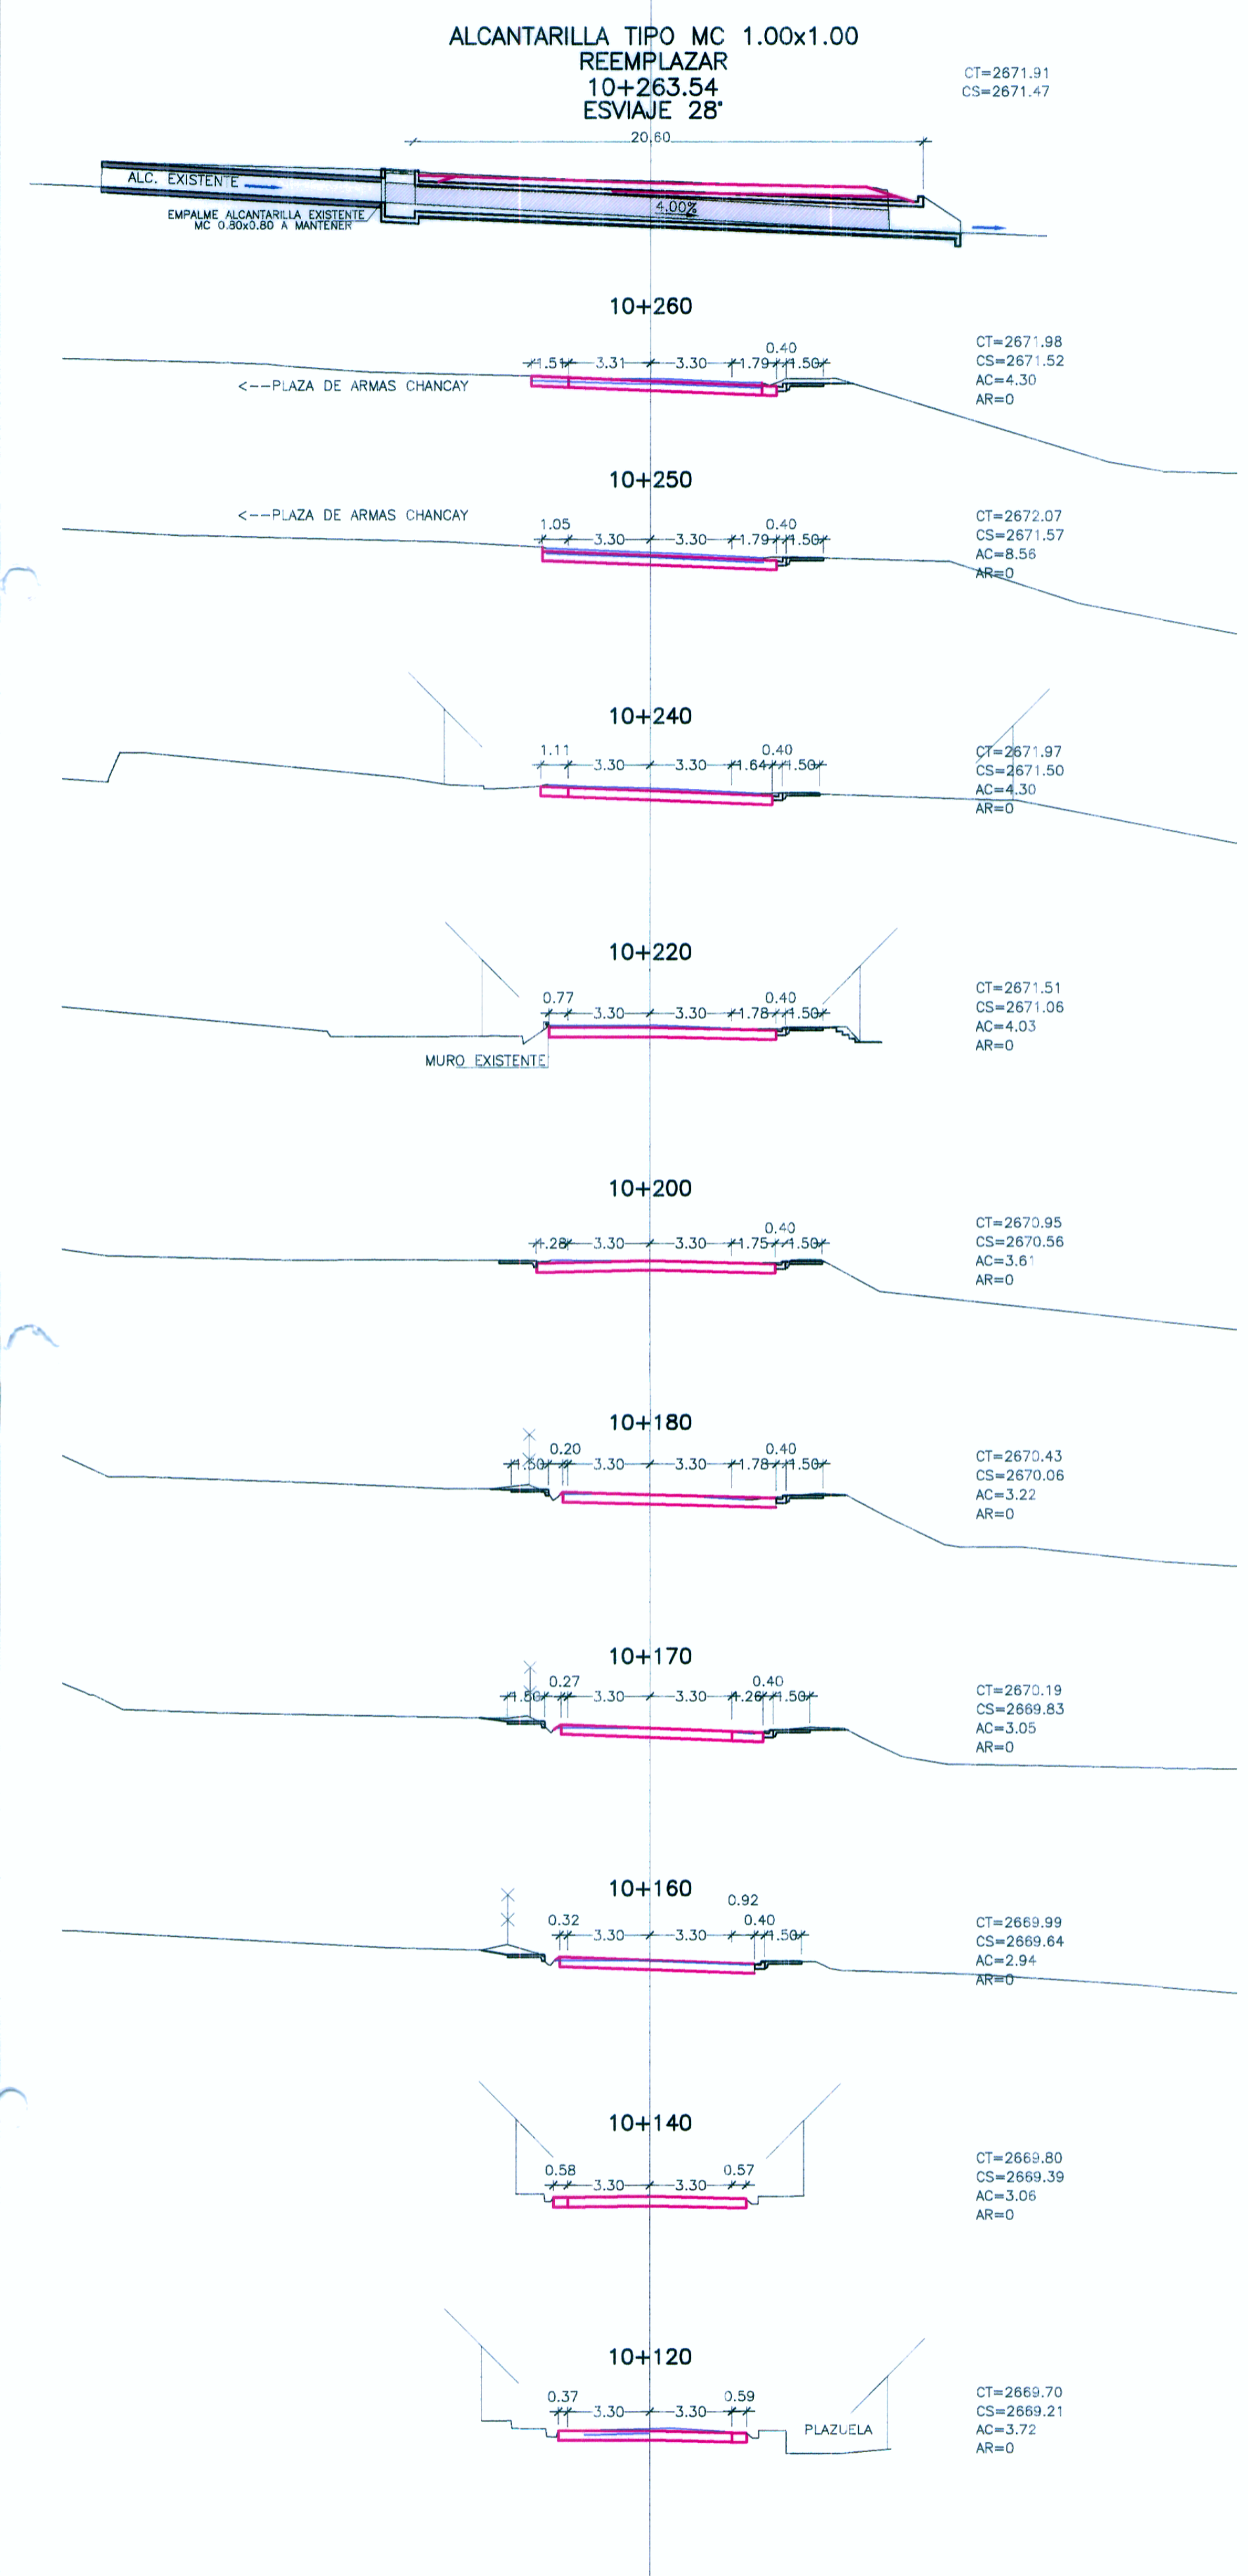 ALCANTARILLA TIPO MC 1.00x1.00
REEMPLAZAR
10+263.54
ESVIAJE 28°
CT=2671.91
CS=2671.47
20.60
ALC. EXISTENTE
4.00%
EMPALME ALCANTARILLA EXISTENTE
MC 0.80x0.80 A MANTENER
10+260
0.40
1.51 3.31 3.30 1.79 1.50
<--PLAZA DE ARMAS CHANCAY
CT=2671.98
CS=2671.52
AC=4.30
AR=0
10+250
<--PLAZA DE ARMAS CHANCAY
1.05 0.40
3.30 3.30 1.79 1.50
CT=2672.07
CS=2671.57
AC=8.56
AR=0
10+240
1.11 0.40
3.30 3.30 1.64 1.50
CT=2671.97
CS=2671.50
AC=4.30
AR=0
10+220
0.77 0.40
3.30 3.30 1.78 1.50
MURO EXISTENTE
CT=2671.51
CS=2671.06
AC=4.03
AR=0
10+200
0.40
1.28 3.30 3.30 1.75 1.50
CT=2670.95
CS=2670.56
AC=3.61
AR=0
10+180
0.20 0.40
1.50 3.30 3.30 1.78 1.50
CT=2670.43
CS=2670.06
AC=3.22
AR=0
10+170
0.27 0.40
1.50 3.30 3.30 1.26 1.50
CT=2670.19
CS=2669.83
AC=3.05
AR=0
10+160
0.92
0.32 0.40
3.30 3.30 1.50
CT=2669.99
CS=2669.64
AC=2.94
AR=0
10+140
0.58 0.57
3.30 3.30
CT=2669.80
CS=2669.39
AC=3.06
AR=0
10+120
0.37 0.59
3.30 3.30
PLAZUELA
CT=2669.70
CS=2669.21
AC=3.72
AR=0